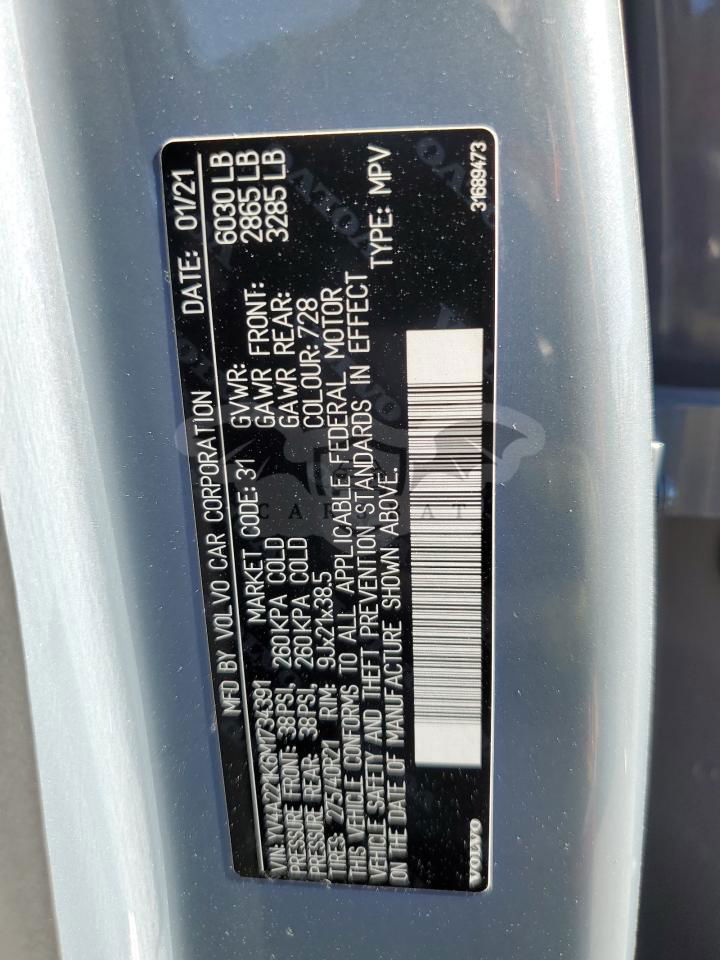 MFD BY VOLVO CAR CORPORATION DATE: 01/21
VIN: YV4A221K6M1734391 MARKET CODE: 31 GVWR: 6030 LB
PRESSURE FRONT: 38PSI, 260KPA COLD GAWR FRONT: 2865 LB
PRESSURE REAR: 38PSI, 260KPA COLD GAWR REAR: 3285 LB
TIRES: 275/40R21 RIM: 9Jx21x38.5 COLOUR: 728
THIS VEHICLE CONFORMS TO ALL APPLICABLE FEDERAL MOTOR
VEHICLE SAFETY AND THEFT PREVENTION STANDARDS IN EFFECT
ON THE DATE OF MANUFACTURE SHOWN ABOVE. TYPE: MPV
VOLVO 31689473